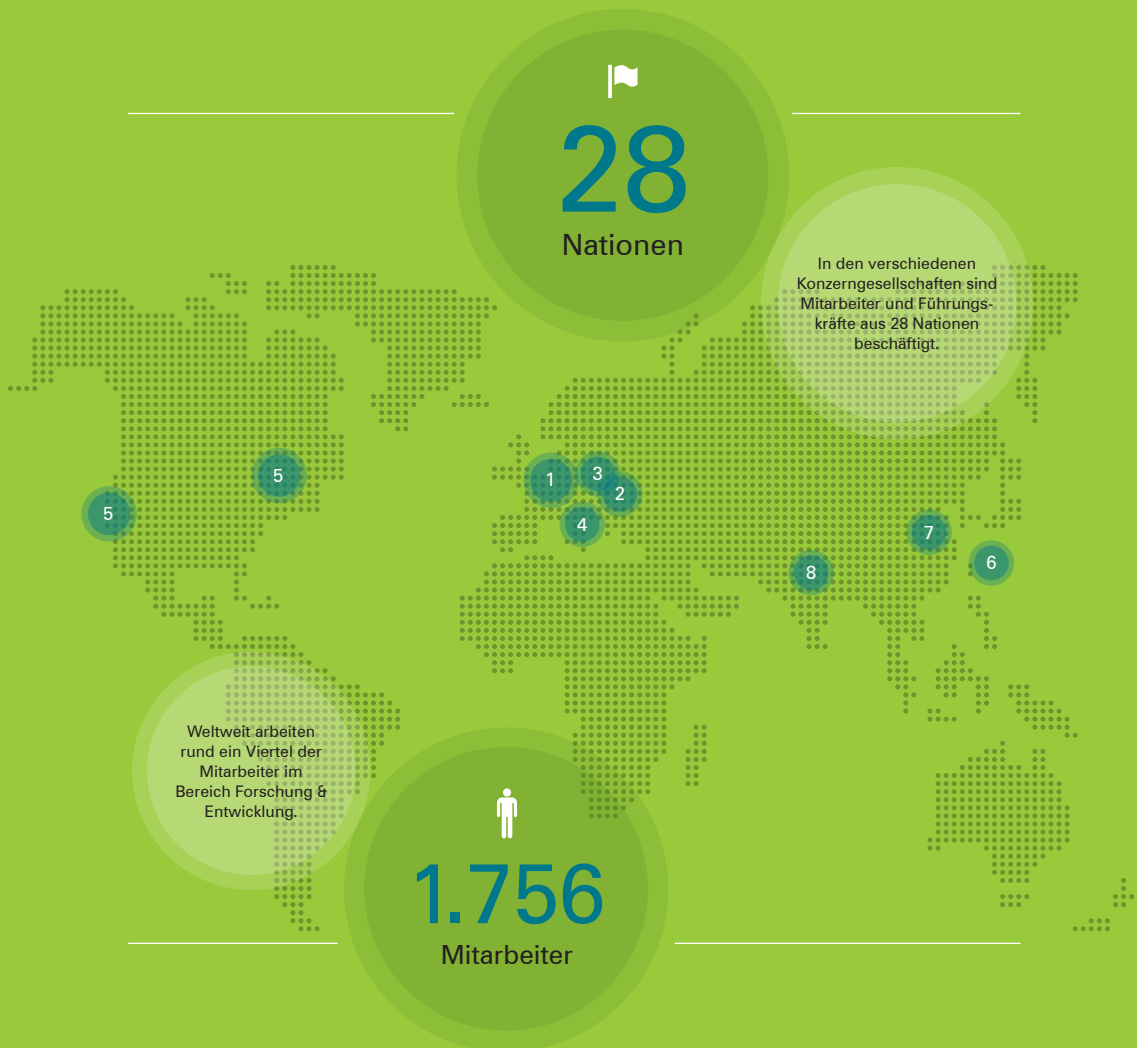 28
Nationen
In den verschiedenen
Konzerngesellschaften sind
Mitarbeiter und Führungs-
kräfte aus 28 Nationen
beschäftigt.
5
5
1
3
2
4
7
6
8
Weltweit arbeiten
rund ein Viertel der
Mitarbeiter im
Bereich Forschung &
Entwicklung.
1.756
Mitarbeiter